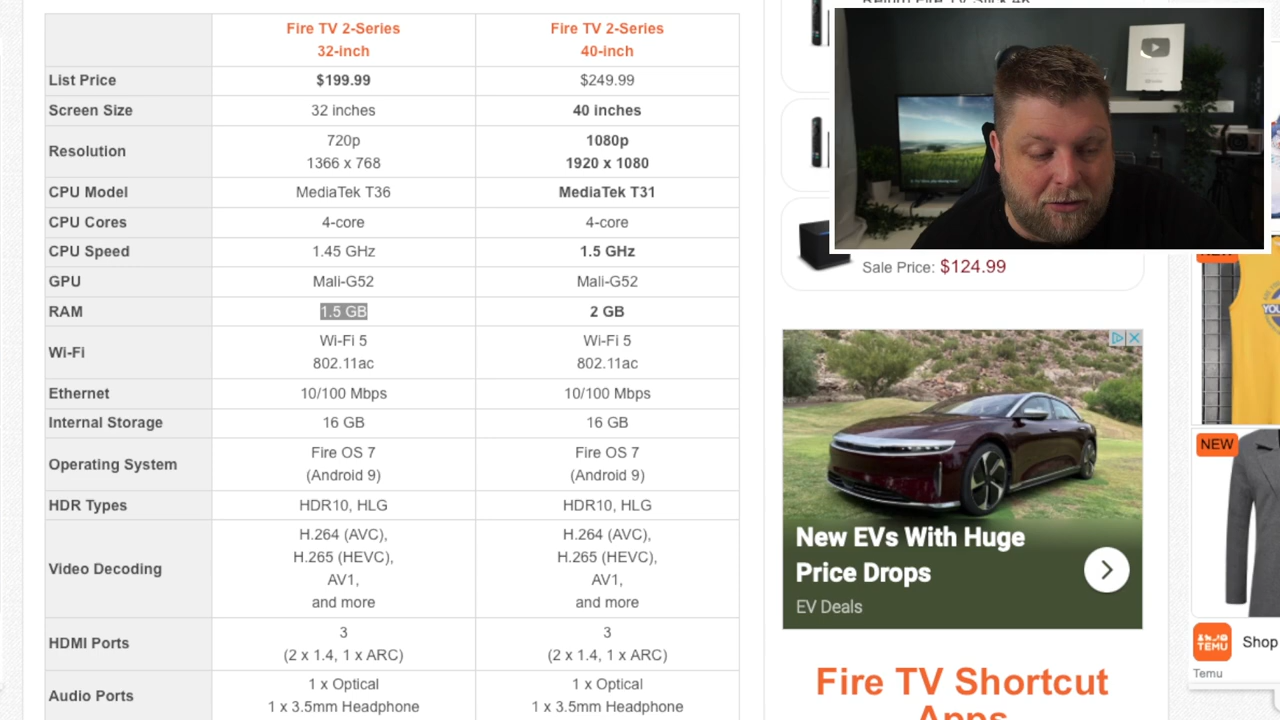 Fire TV 2-Series
32-inch
Fire TV 2-Series
40-inch
List Price
$199.99
$249.99
Screen Size
32 inches
40 inches
Resolution
720p
1366 x 768
1080p
1920 x 1080
CPU Model
MediaTek T36
MediaTek T31
CPU Cores
4-core
4-core
CPU Speed
1.45 GHz
1.5 GHz
GPU
Mali-G52
Mali-G52
RAM
1.5 GB
2 GB
Wi-Fi
Wi-Fi 5
802.11ac
Wi-Fi 5
802.11ac
Ethernet
10/100 Mbps
10/100 Mbps
Internal Storage
16 GB
16 GB
Operating System
Fire OS 7
(Android 9)
Fire OS 7
(Android 9)
HDR Types
HDR10, HLG
HDR10, HLG
Video Decoding
H.264 (AVC),
H.265 (HEVC),
AV1,
and more
H.264 (AVC),
H.265 (HEVC),
AV1,
and more
HDMI Ports
3
(2 x 1.4, 1 x ARC)
3
(2 x 1.4, 1 x ARC)
Audio Ports
1 x Optical
1 x 3.5mm Headphone
1 x Optical
1 x 3.5mm Headphone
Sale Price: $124.99
New EVs With Huge
Price Drops
EV Deals
Fire TV Shortcut
Apps
NEW
NEW
TEMU
Shop
Temu